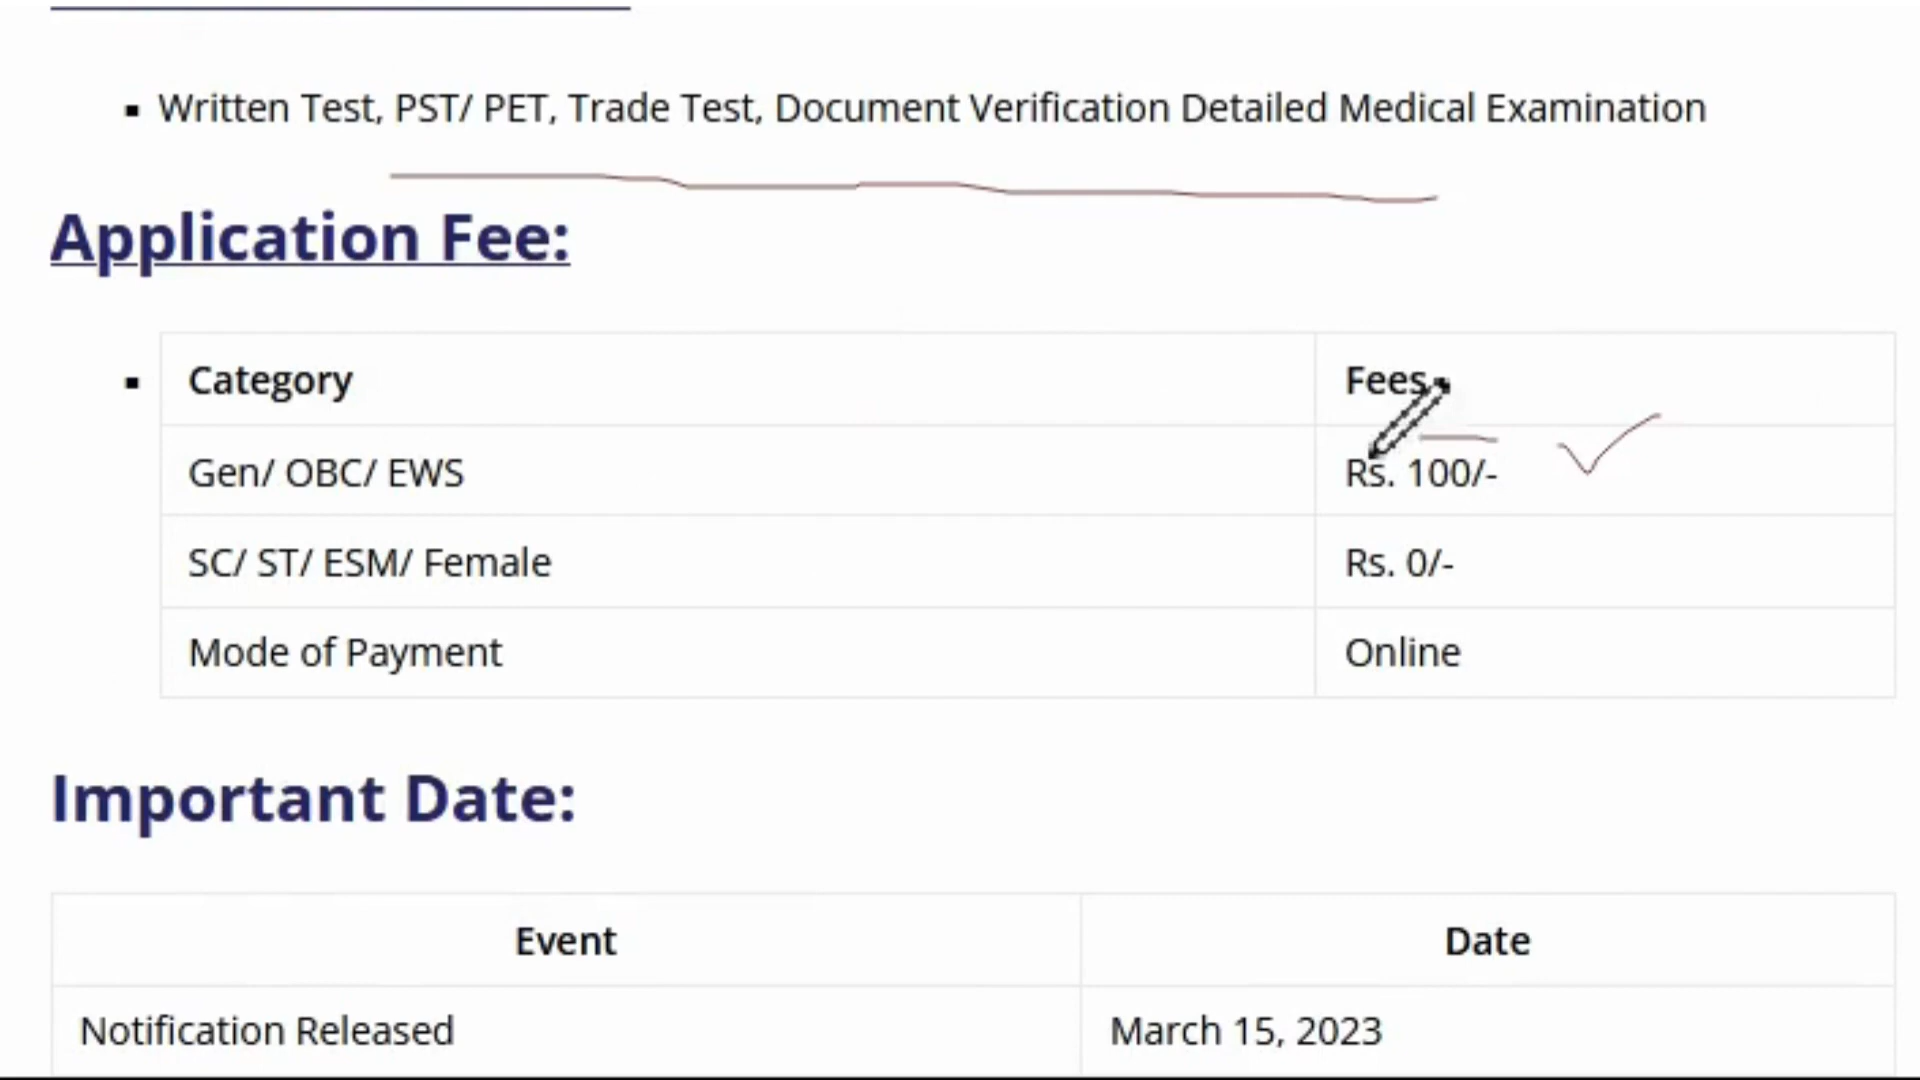 Written Test, PST/ PET, Trade Test, Document Verification Detailed Medical Examination
Application Fee:
Category Fees
Gen/ OBC/ EWS Rs. 100/-
SC/ ST/ ESM/ Female Rs. 0/-
Mode of Payment Online
Important Date:
Event Date
Notification Released March 15, 2023